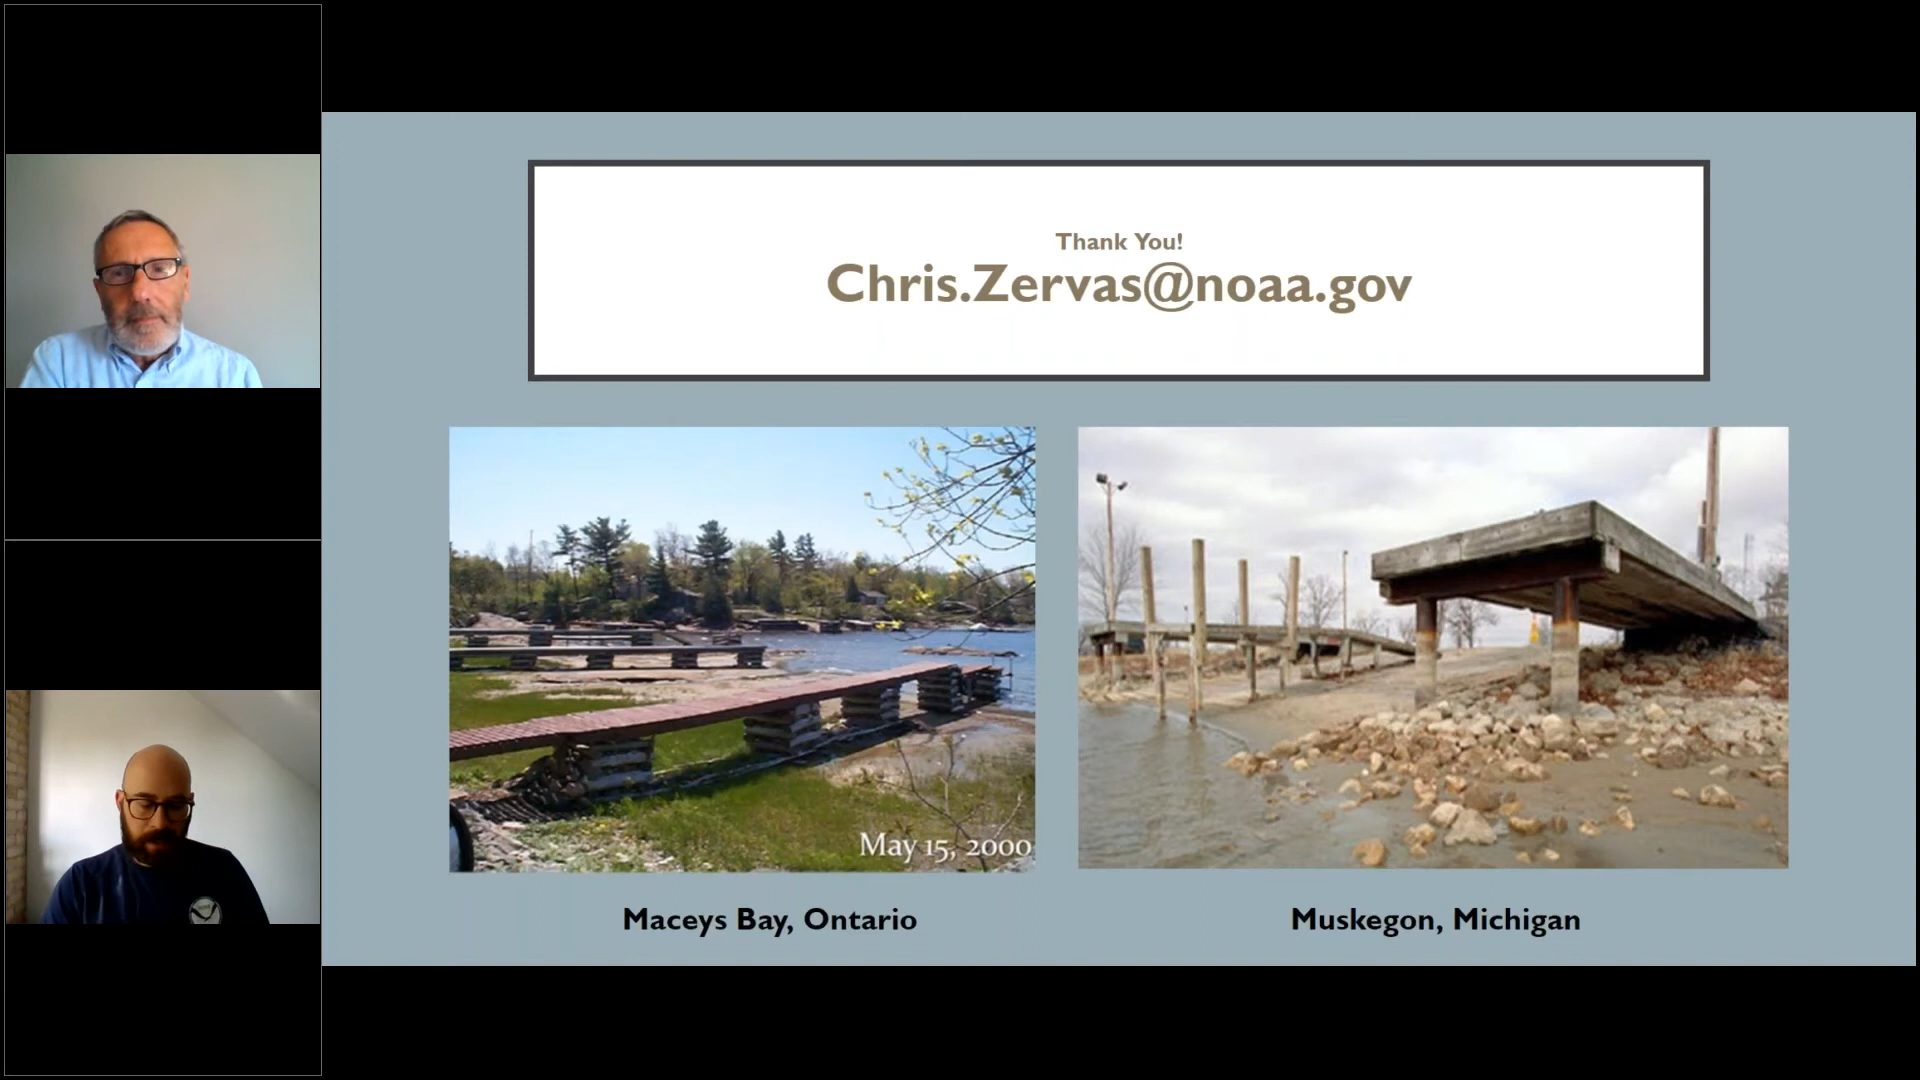 Thank You!
Chris.Zervas@noaa.gov
May 15, 2000
Maceys Bay, Ontario
Muskegon, Michigan